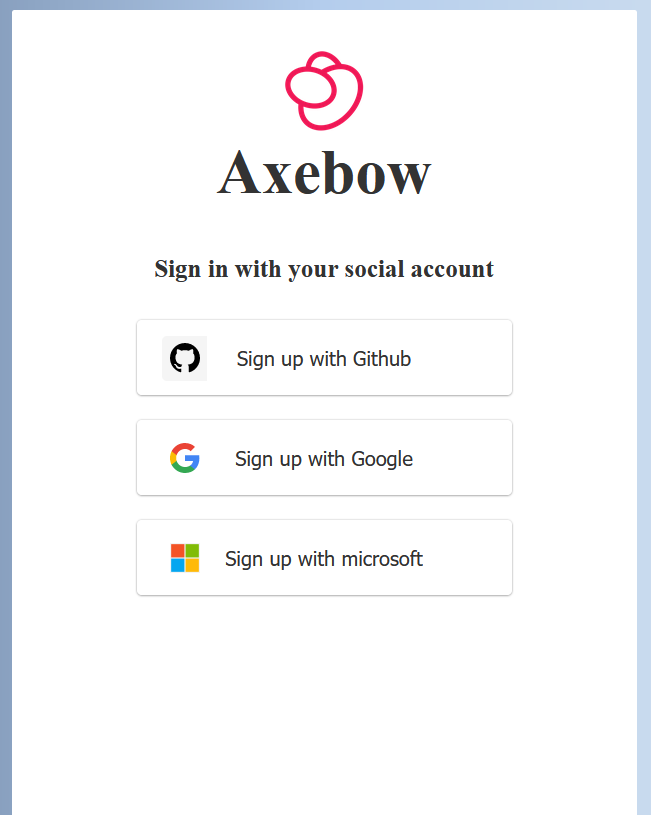 Axebow
Sign in with your social account
Sign up with Github
Sign up with Google
Sign up with microsoft